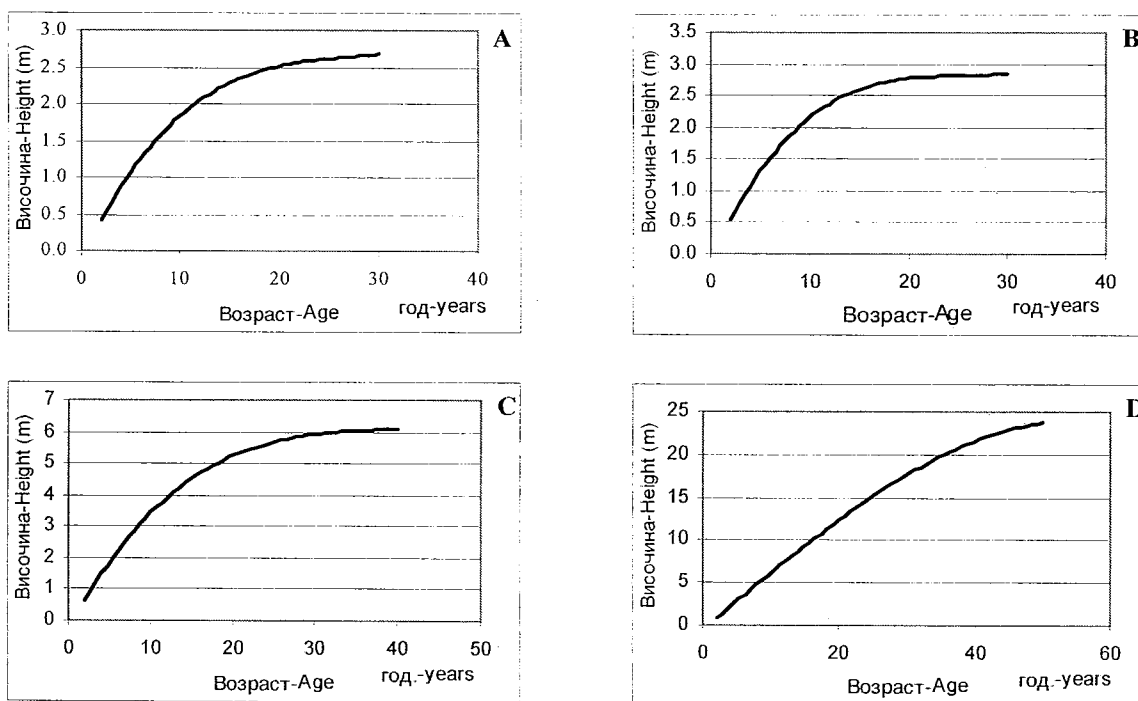 A
Височина-Height (m)
3.0
2.5
2.0
1.5
1.0
0.5
0.0
0 10 20 30 40
Возраст-Age год-years
B
Височина-Height (m)
3.5
3.0
2.5
2.0
1.5
1.0
0.5
0.0
0 10 20 30 40
Возраст-Age год-years
C
Височина-Height (m)
7
6
5
4
3
2
1
0
0 10 20 30 40 50
Возраст-Age год.-years
D
Височина-Height (m)
25
20
15
10
5
0
0 20 40 60
Возраст-Age год.-years